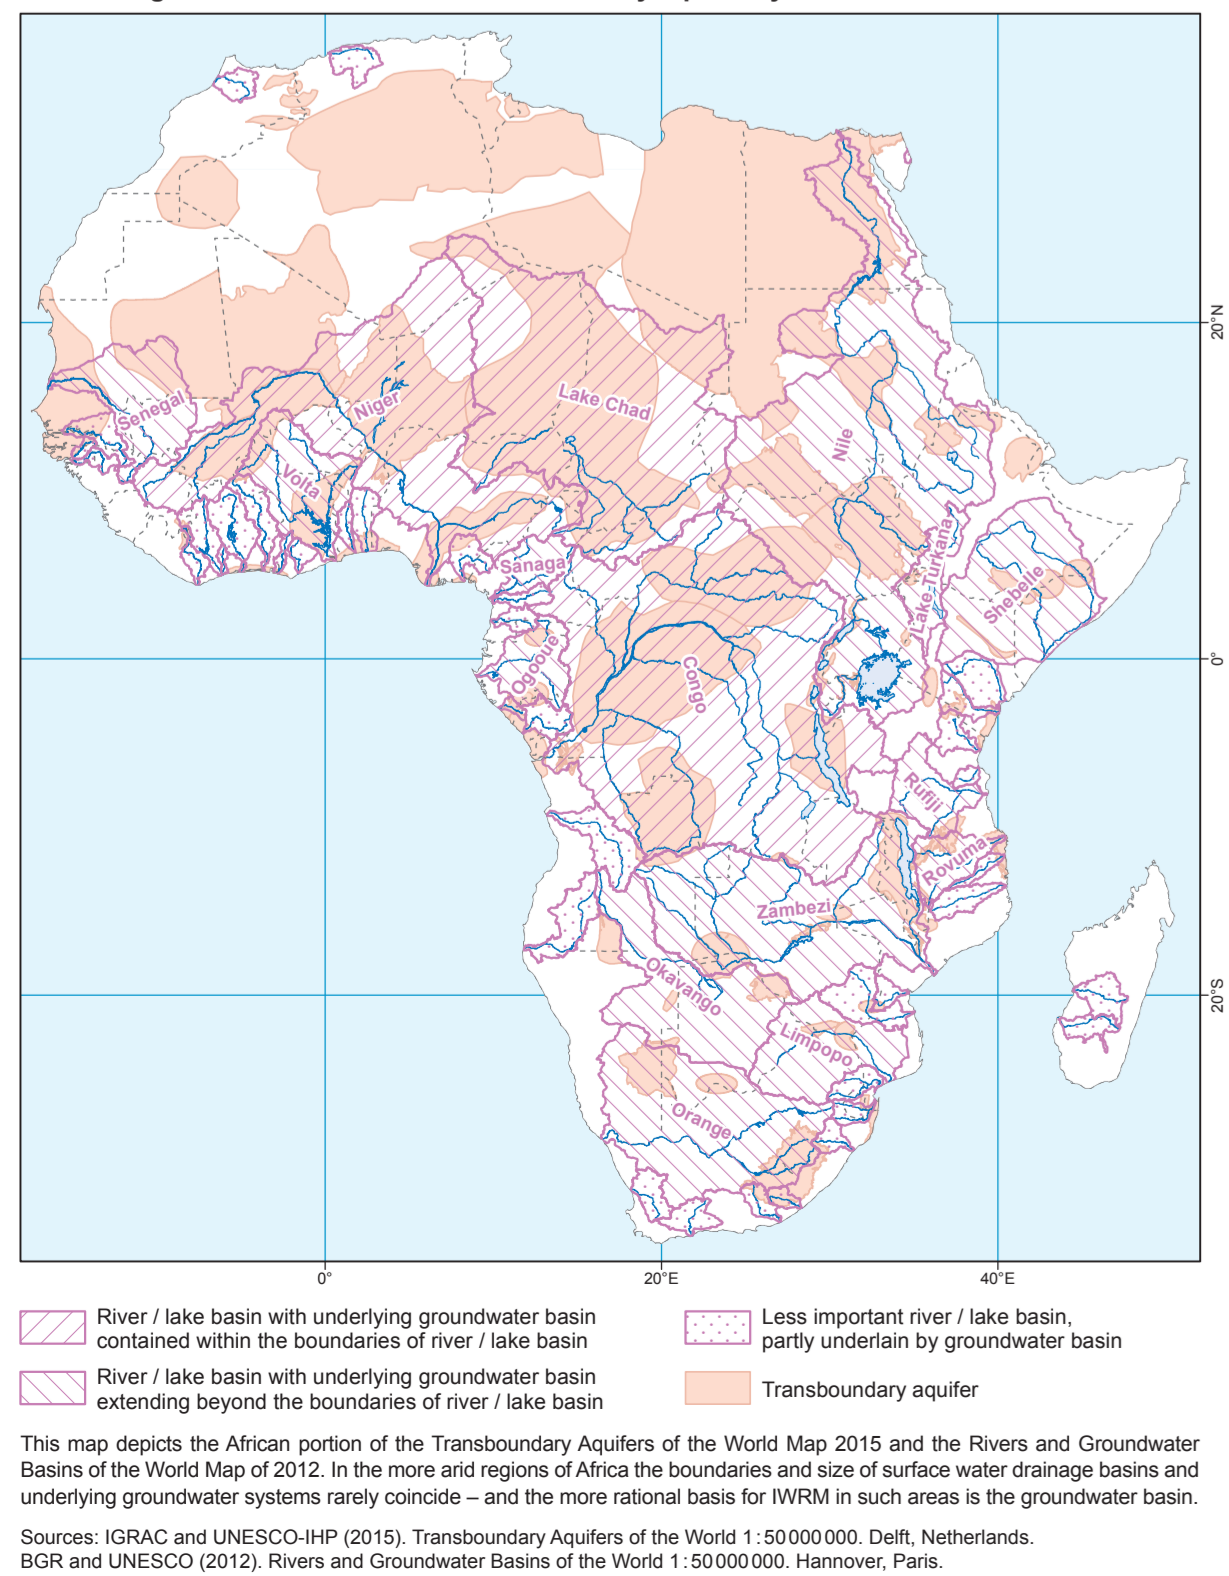 20°N
Senegal
Niger
Lake Chad
Nile
Volta
Sanaga
Lake Turkana
Shebelle
0°
Ogooue
Congo
Rufiji
Rovuma
Zambezi
Okavango
20°S
Limpopo
Orange
0°
20°E
40°E
River / lake basin with underlying groundwater basin
contained within the boundaries of river / lake basin
River / lake basin with underlying groundwater basin
extending beyond the boundaries of river / lake basin
Less important river / lake basin,
partly underlain by groundwater basin
Transboundary aquifer
This map depicts the African portion of the Transboundary Aquifers of the World Map 2015 and the Rivers and Groundwater
Basins of the World Map of 2012. In the more arid regions of Africa the boundaries and size of surface water drainage basins and
underlying groundwater systems rarely coincide – and the more rational basis for IWRM in such areas is the groundwater basin.
Sources: IGRAC and UNESCO-IHP (2015). Transboundary Aquifers of the World 1 : 50 000 000. Delft, Netherlands.
BGR and UNESCO (2012). Rivers and Groundwater Basins of the World 1 : 50 000 000. Hannover, Paris.